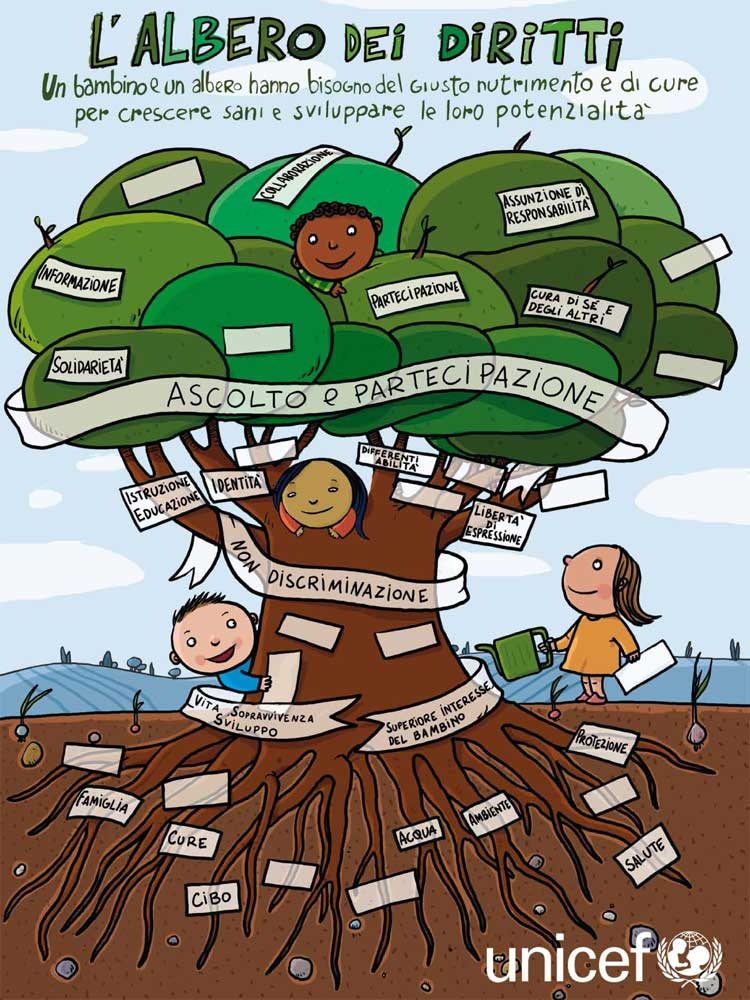 L'ALBERO DEI DIRITTI
Un bambino e un albero hanno bisogno del giusto nutrimento e di cure
per crescere sani e sviluppare le loro potenzialità
COLLABORAZIONE
ASSUNZIONE DI
RESPONSABILITÀ
INFORMAZIONE
PARTECIPAZIONE
CURA DI SÉ E
DEGLI ALTRI
SOLIDARIETÀ
ASCOLTO e PARTECIPAZIONE
ISTRUZIONE
EDUCAZIONE
IDENTITÀ
DIFFERENTI
ABILITÀ
LIBERTÀ
DI
ESPRESSIONE
NON DISCRIMINAZIONE
VITA SOPRAVVIVENZA
SVILUPPO
SUPERIORE INTERESSE
DEL BAMBINO
PROTEZIONE
FAMIGLIA
CURE
ACQUA
AMBIENTE
SALUTE
CIBO
unicef